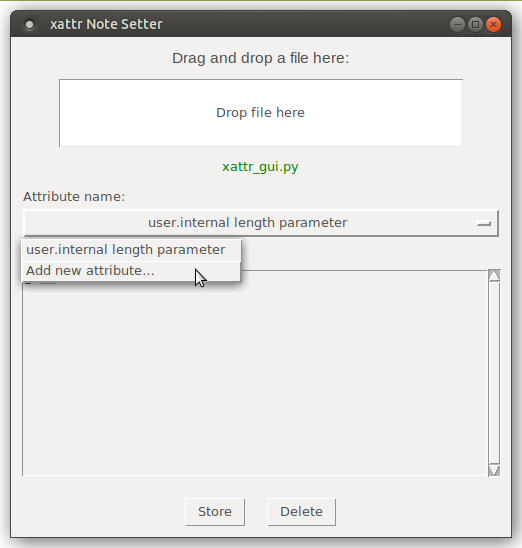 xattr Note Setter
Drag and drop a file here:
Drop file here
xattr_gui.py
Attribute name:
user.internal length parameter
user.internal length parameter
Add new attribute...
Store
Delete